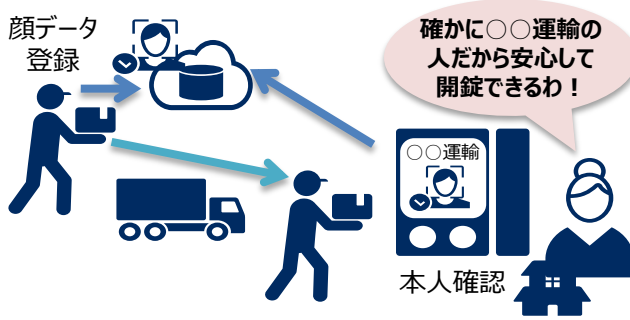 顔データ
登録
確かに○○運輸の
人だから安心して
開錠できるわ！
○○運輸
本人確認